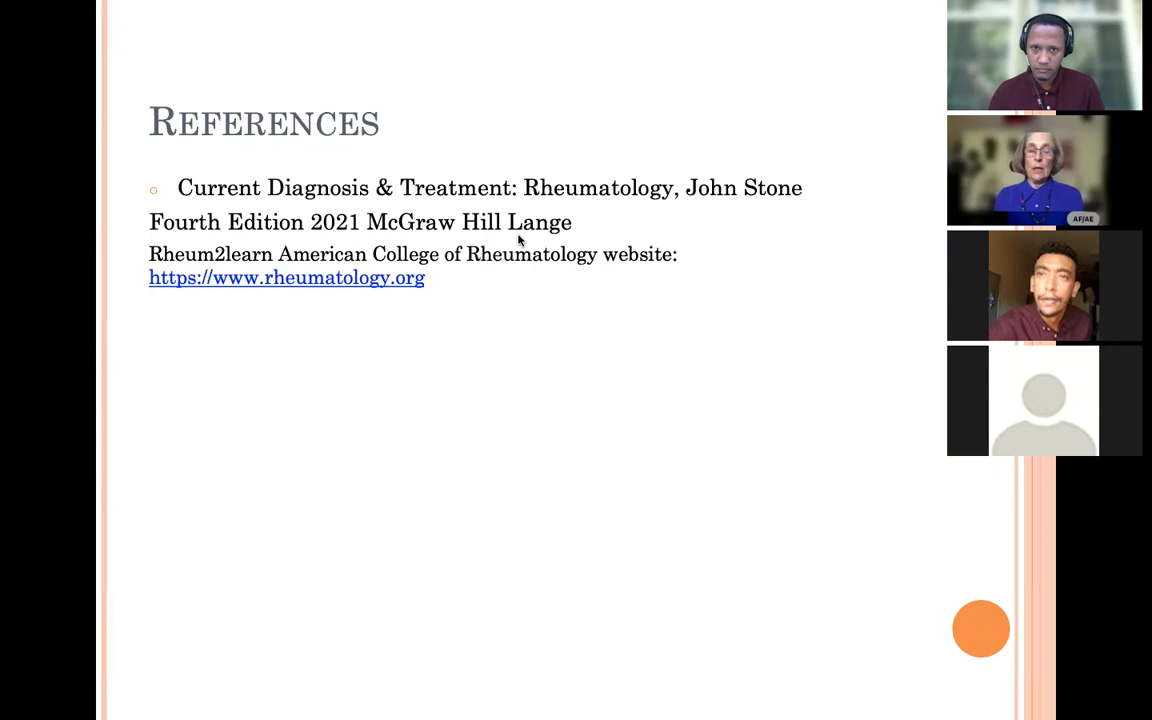 REFERENCES
Current Diagnosis & Treatment: Rheumatology, John Stone
Fourth Edition 2021 McGraw Hill Lange
Rheum2learn American College of Rheumatology website:
https://www.rheumatology.org
AF/AE